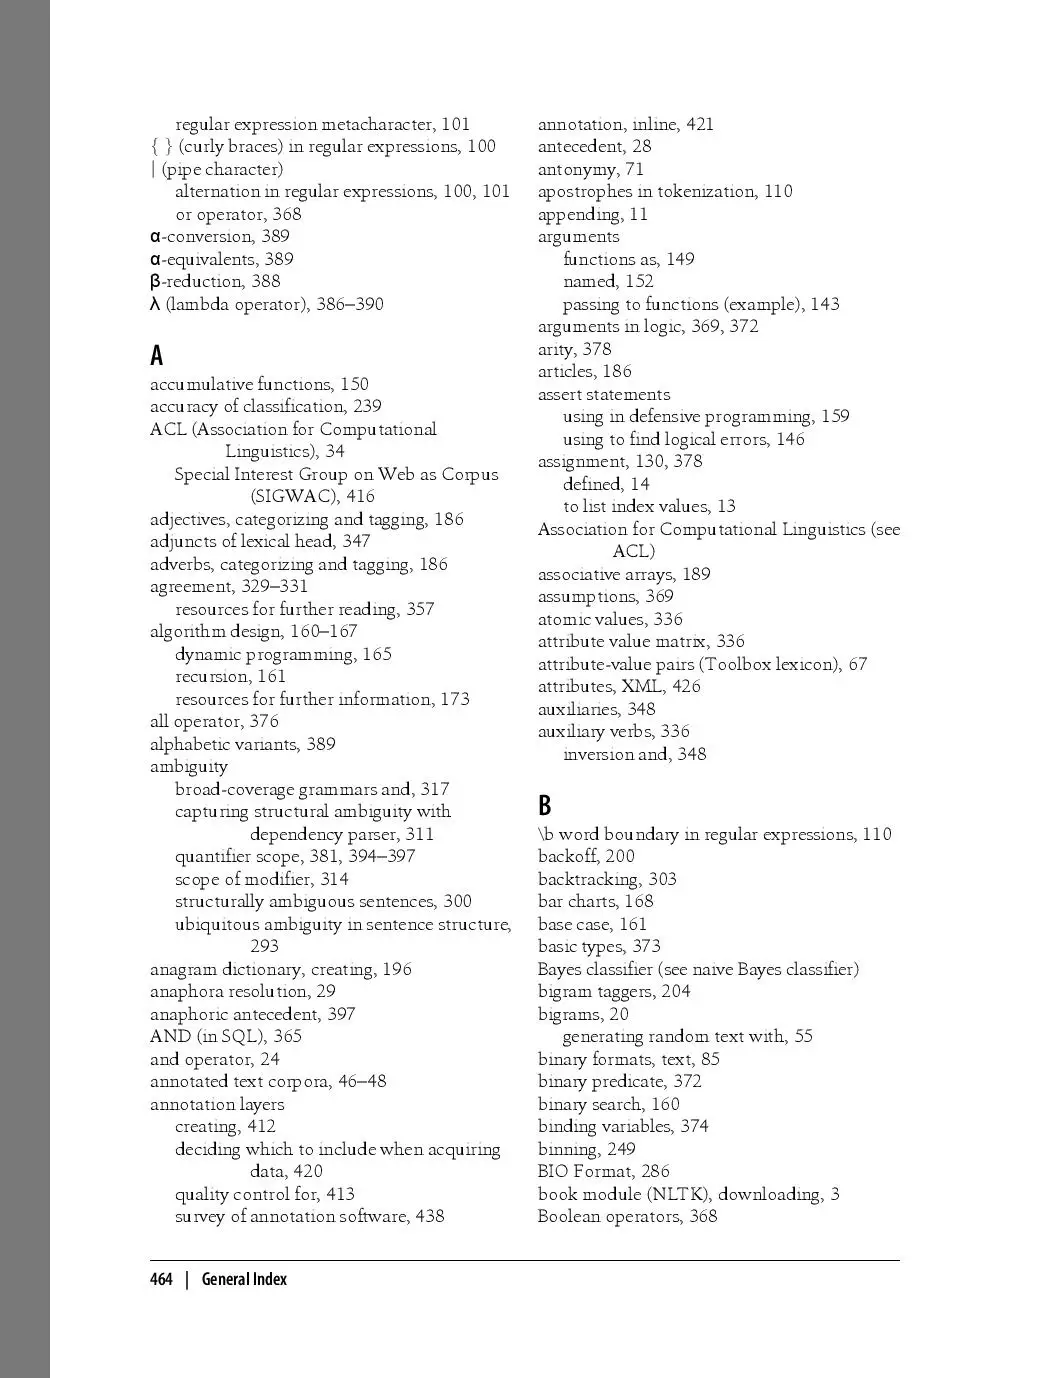 regular expression metacharacter, 101
{ } (curly braces) in regular expressions, 100
| (pipe character)
alternation in regular expressions, 100, 101
or operator, 368
α-conversion, 389
α-equivalents, 389
β-reduction, 388
λ (lambda operator), 386–390
A
accumulative functions, 150
accuracy of classification, 239
ACL (Association for Computational
Linguistics), 34
Special Interest Group on Web as Corpus
(SIGWAC), 416
adjectives, categorizing and tagging, 186
adjuncts of lexical head, 347
adverbs, categorizing and tagging, 186
agreement, 329–331
resources for further reading, 357
algorithm design, 160–167
dynamic programming, 165
recursion, 161
resources for further information, 173
all operator, 376
alphabetic variants, 389
ambiguity
broad-coverage grammars and, 317
capturing structural ambiguity with
dependency parser, 311
quantifier scope, 381, 394–397
scope of modifier, 314
structurally ambiguous sentences, 300
ubiquitous ambiguity in sentence structure,
293
anagram dictionary, creating, 196
anaphora resolution, 29
anaphoric antecedent, 397
AND (in SQL), 365
and operator, 24
annotated text corpora, 46–48
annotation layers
creating, 412
deciding which to include when acquiring
data, 420
quality control for, 413
survey of annotation software, 438
annotation, inline, 421
antecedent, 28
antonymy, 71
apostrophes in tokenization, 110
appending, 11
arguments
functions as, 149
named, 152
passing to functions (example), 143
arguments in logic, 369, 372
arity, 378
articles, 186
assert statements
using in defensive programming, 159
using to find logical errors, 146
assignment, 130, 378
defined, 14
to list index values, 13
Association for Computational Linguistics (see
ACL)
associative arrays, 189
assumptions, 369
atomic values, 336
attribute value matrix, 336
attribute-value pairs (Toolbox lexicon), 67
attributes, XML, 426
auxiliaries, 348
auxiliary verbs, 336
inversion and, 348
B
\b word boundary in regular expressions, 110
backoff, 200
backtracking, 303
bar charts, 168
base case, 161
basic types, 373
Bayes classifier (see naive Bayes classifier)
bigram taggers, 204
bigrams, 20
generating random text with, 55
binary formats, text, 85
binary predicate, 372
binary search, 160
binding variables, 374
binning, 249
BIO Format, 286
book module (NLTK), downloading, 3
Boolean operators, 368
464 | General Index